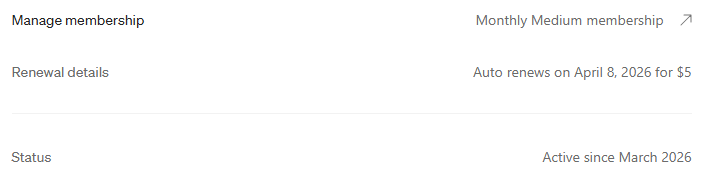 Manage membership Monthly Medium membership
Renewal details Auto renews on April 8, 2026 for $5
Status Active since March 2026